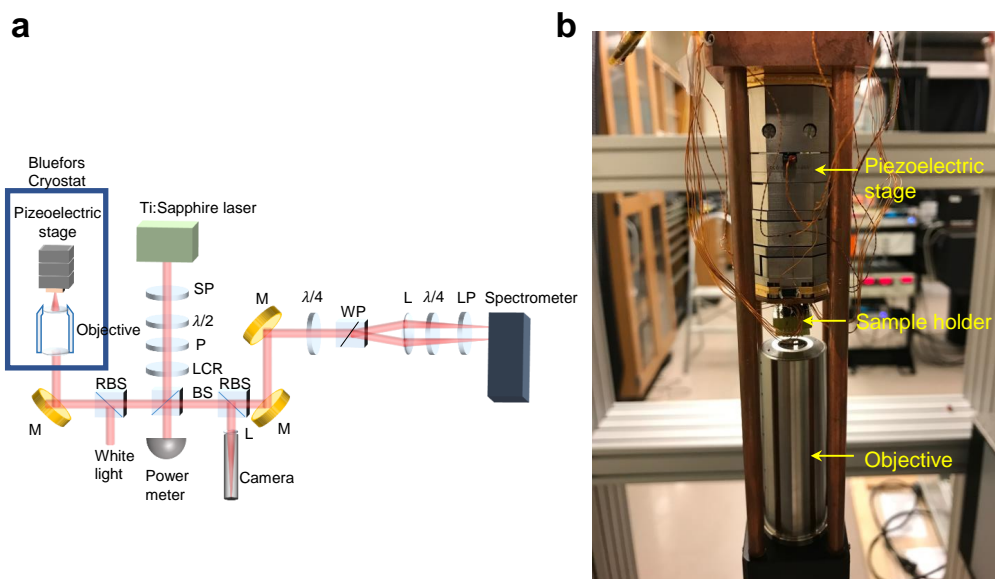 a
b
Bluefors
Cryostat
Pizeoelectric
stage
Objective
Ti:Sapphire laser
SP
λ/2
P
LCR
BS
RBS
RBS
M
White
light
Power
meter
L
Camera
M
M
λ/4
WP
L
λ/4
LP
Spectrometer
Piezoelectric
stage
Sample holder
Objective